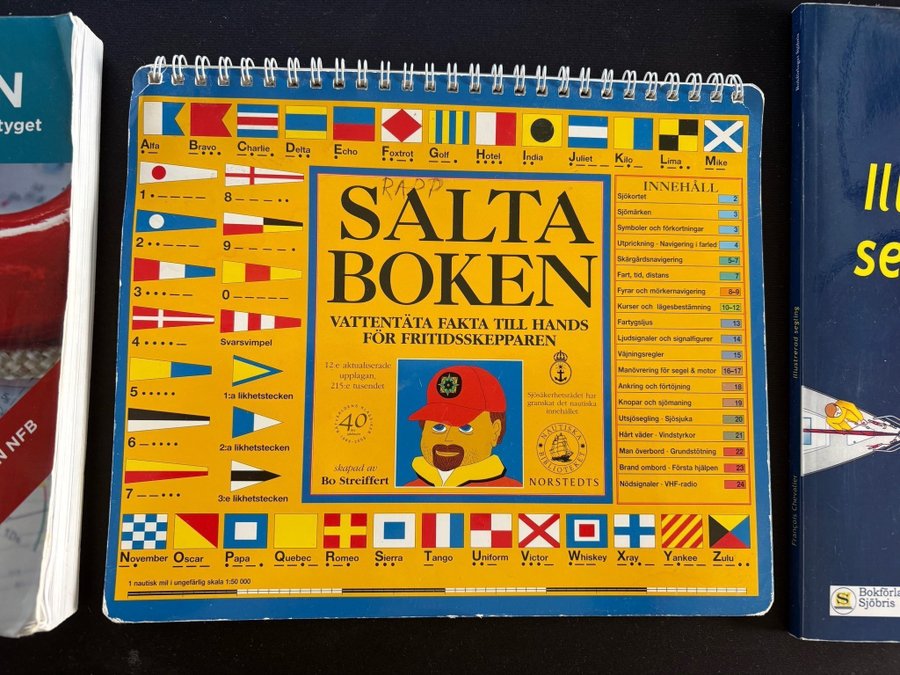 N
tyget
N NFB
Alfa
Bravo
Charlie
Delta
Echo
Foxtrot
Golf
Hotel
India
Juliet
Kilo
Lima
Mike
1
2
3
4
5
6
7
8
9
0
Svarsvimpel
1:a likhetstecken
2:a likhetstecken
3:e likhetstecken
RAPP
SALTA
BOKEN
VATTENTÄTA FAKTA TILL HANDS
FÖR FRITIDSSKEPPAREN
12:e aktualiserade
upplagan,
215:e tusendet
40
skapad av
Bo Streiffert
Sjösäkerhetsrådet har
granskat det nautiska
innehållet
NAUTISKA
BIBLIOTEKET
NORSTEDTS
INNEHÅLL
Sjökortet 2
Sjömärken 3
Symboler och förkortningar 3
Utprickning · Navigering i farled 4
Skärgårdsnavigering 5–7
Fart, tid, distans 7
Fyrar och mörkernavigering 8–9
Kurser och lägesbestämning 10–12
Fartygsljus 13
Ljudsignaler och signalfigurer 14
Väjningsregler 15
Manövrering för segel & motor 16–17
Ankring och förtöjning 18
Knopar och sjömaning 19
Utsjösegling · Sjösjuka 20
Hårt väder · Vindstyrkor 21
Man överbord · Grundstötning 22
Brand ombord · Första hjälpen 23
Nödsignaler · VHF-radio 24
November
Oscar
Papa
Quebec
Romeo
Sierra
Tango
Uniform
Victor
Whiskey
Xray
Yankee
Zulu
1 nautisk mil i ungefärlig skala 1:50 000
Illustrerad segling
François Chevalier
Ill
se
S
Bokförla
Sjöbris